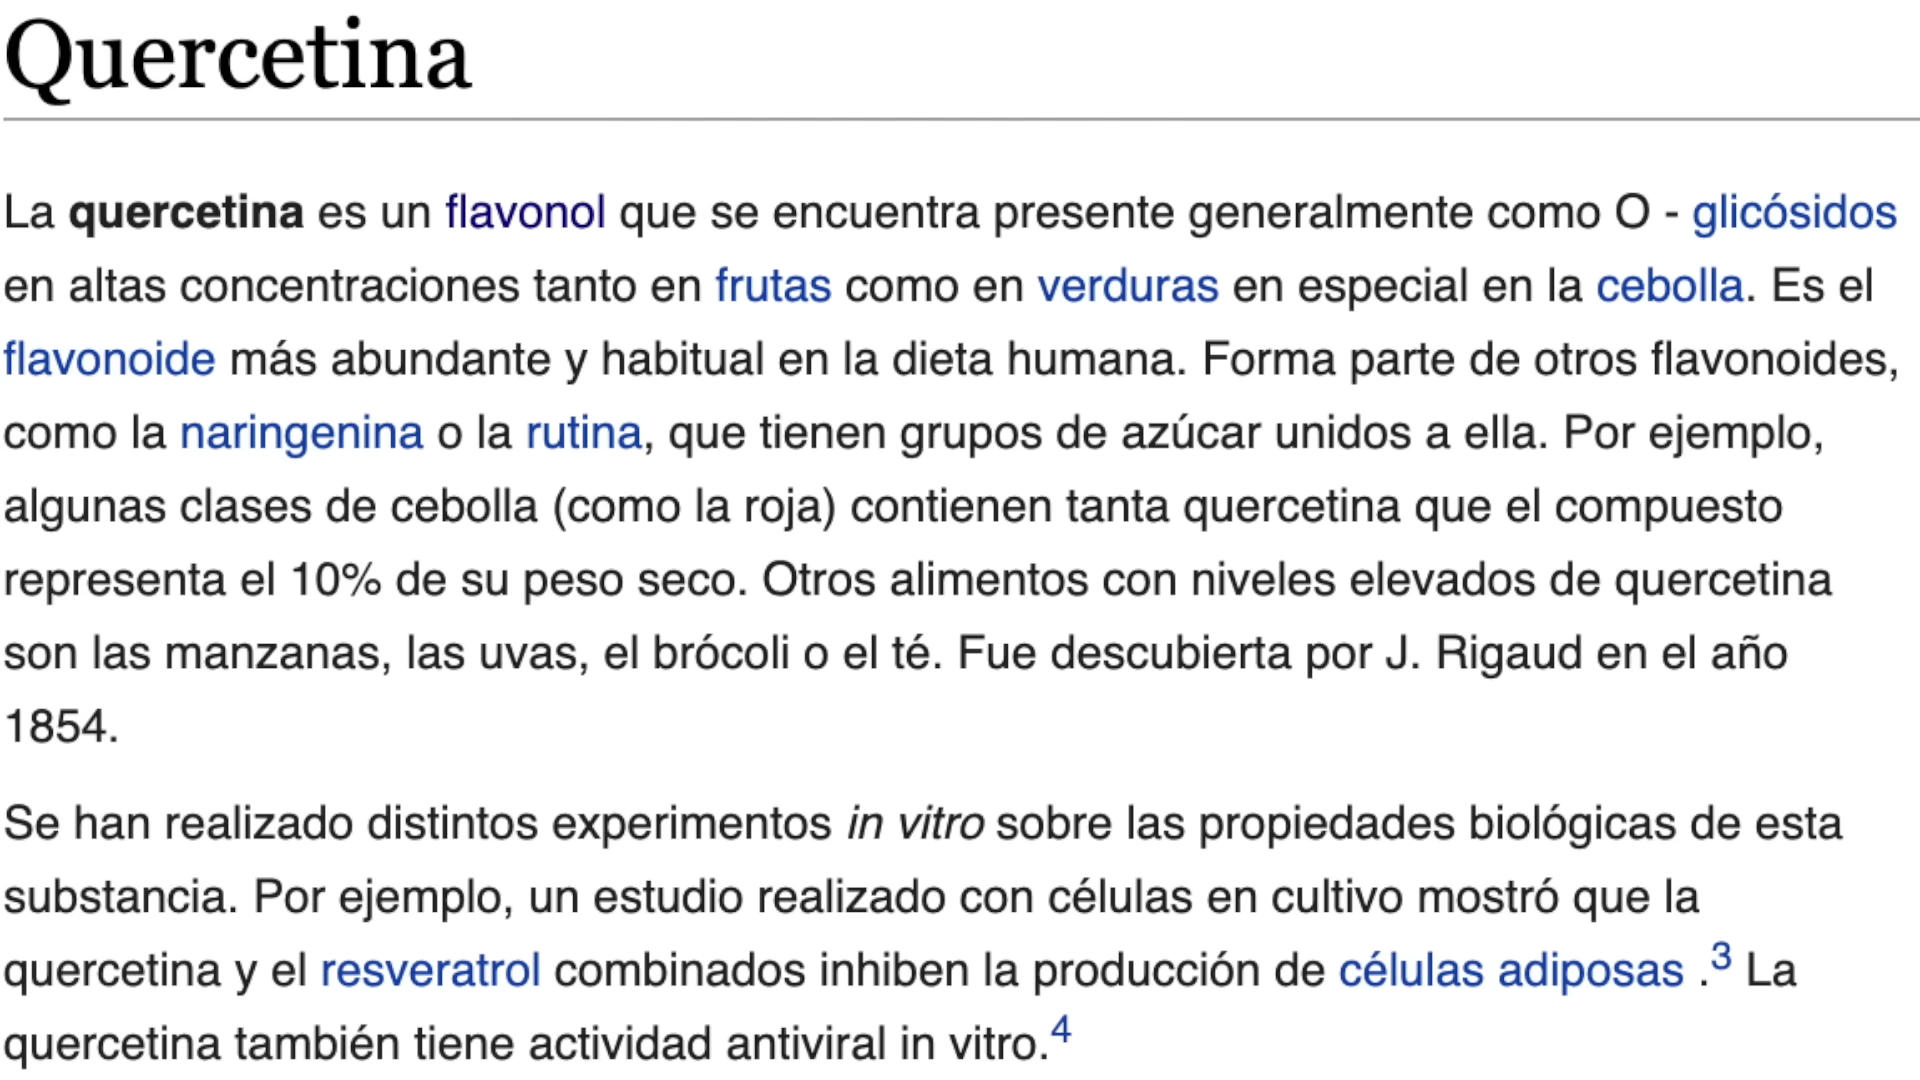 Quercetina
La quercetina es un flavonol que se encuentra presente generalmente como O - glicósidos
en altas concentraciones tanto en frutas como en verduras en especial en la cebolla. Es el
flavonoide más abundante y habitual en la dieta humana. Forma parte de otros flavonoides,
como la naringenina o la rutina, que tienen grupos de azúcar unidos a ella. Por ejemplo,
algunas clases de cebolla (como la roja) contienen tanta quercetina que el compuesto
representa el 10% de su peso seco. Otros alimentos con niveles elevados de quercetina
son las manzanas, las uvas, el brócoli o el té. Fue descubierta por J. Rigaud en el año
1854.
Se han realizado distintos experimentos in vitro sobre las propiedades biológicas de esta
substancia. Por ejemplo, un estudio realizado con células en cultivo mostró que la
quercetina y el resveratrol combinados inhiben la producción de células adiposas .3 La
quercetina también tiene actividad antiviral in vitro.4